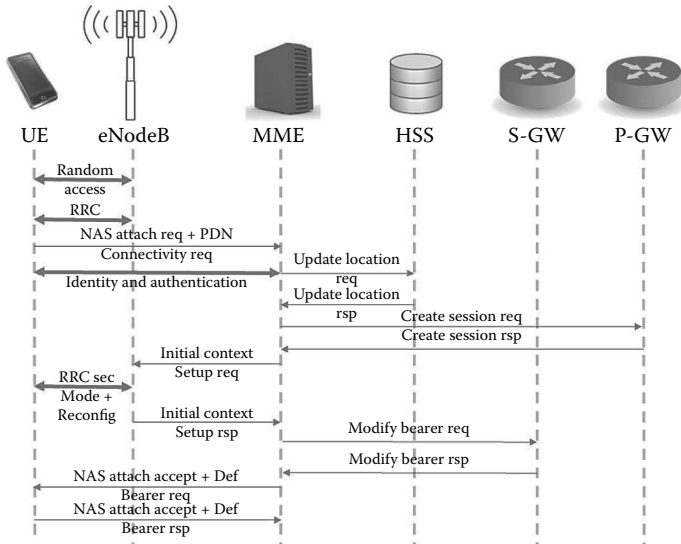 UE eNodeB MME HSS S-GW P-GW
Random
access
RRC
NAS attach req + PDN
Connectivity req
Identity and authentication
Update location
req
Update location
rsp
Create session req
Create session rsp
Initial context
Setup req
RRC sec
Mode +
Reconfig
Initial context
Setup rsp
Modify bearer req
Modify bearer rsp
NAS attach accept + Def
Bearer req
NAS attach accept + Def
Bearer rsp